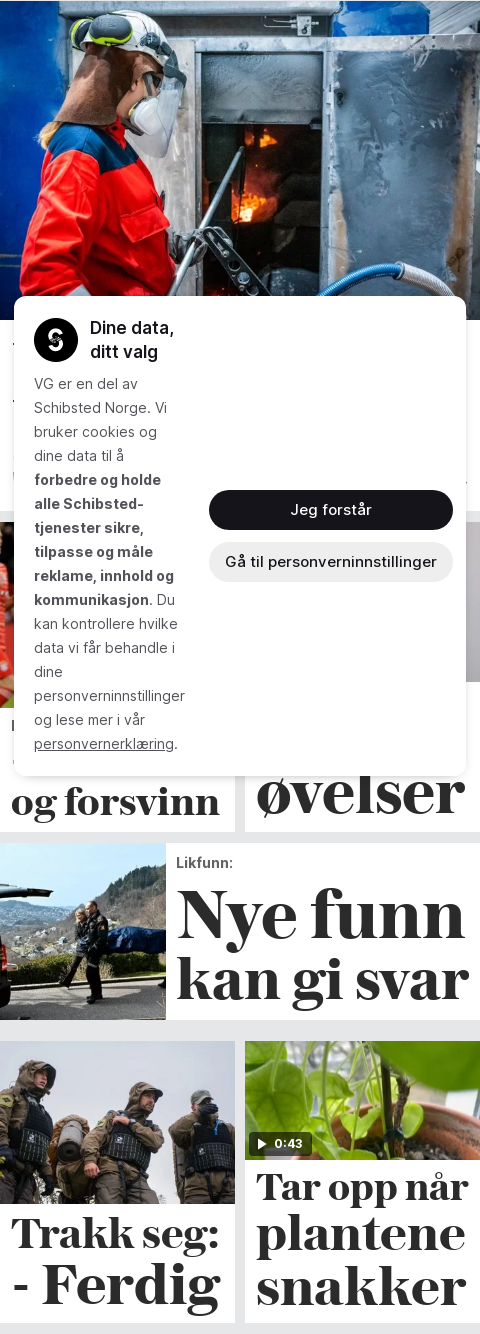 Dine data,
ditt valg
VG er en del av
Schibsted Norge. Vi
bruker cookies og
dine data til å
forbedre og holde
alle Schibsted-
tjenester sikre,
tilpasse og måle
reklame, innhold og
kommunikasjon. Du
kan kontrollere hvilke
data vi får behandle i
dine
personverninnstillinger
og lese mer i vår
personvernerklæring.
Jeg forstår
Gå til personverninnstillinger
og forsvinn
øvelser
Likfunn:
Nye funn
kan gi svar
Trakk seg:
- Ferdig
0:43
Tar opp når
plantene
snakker